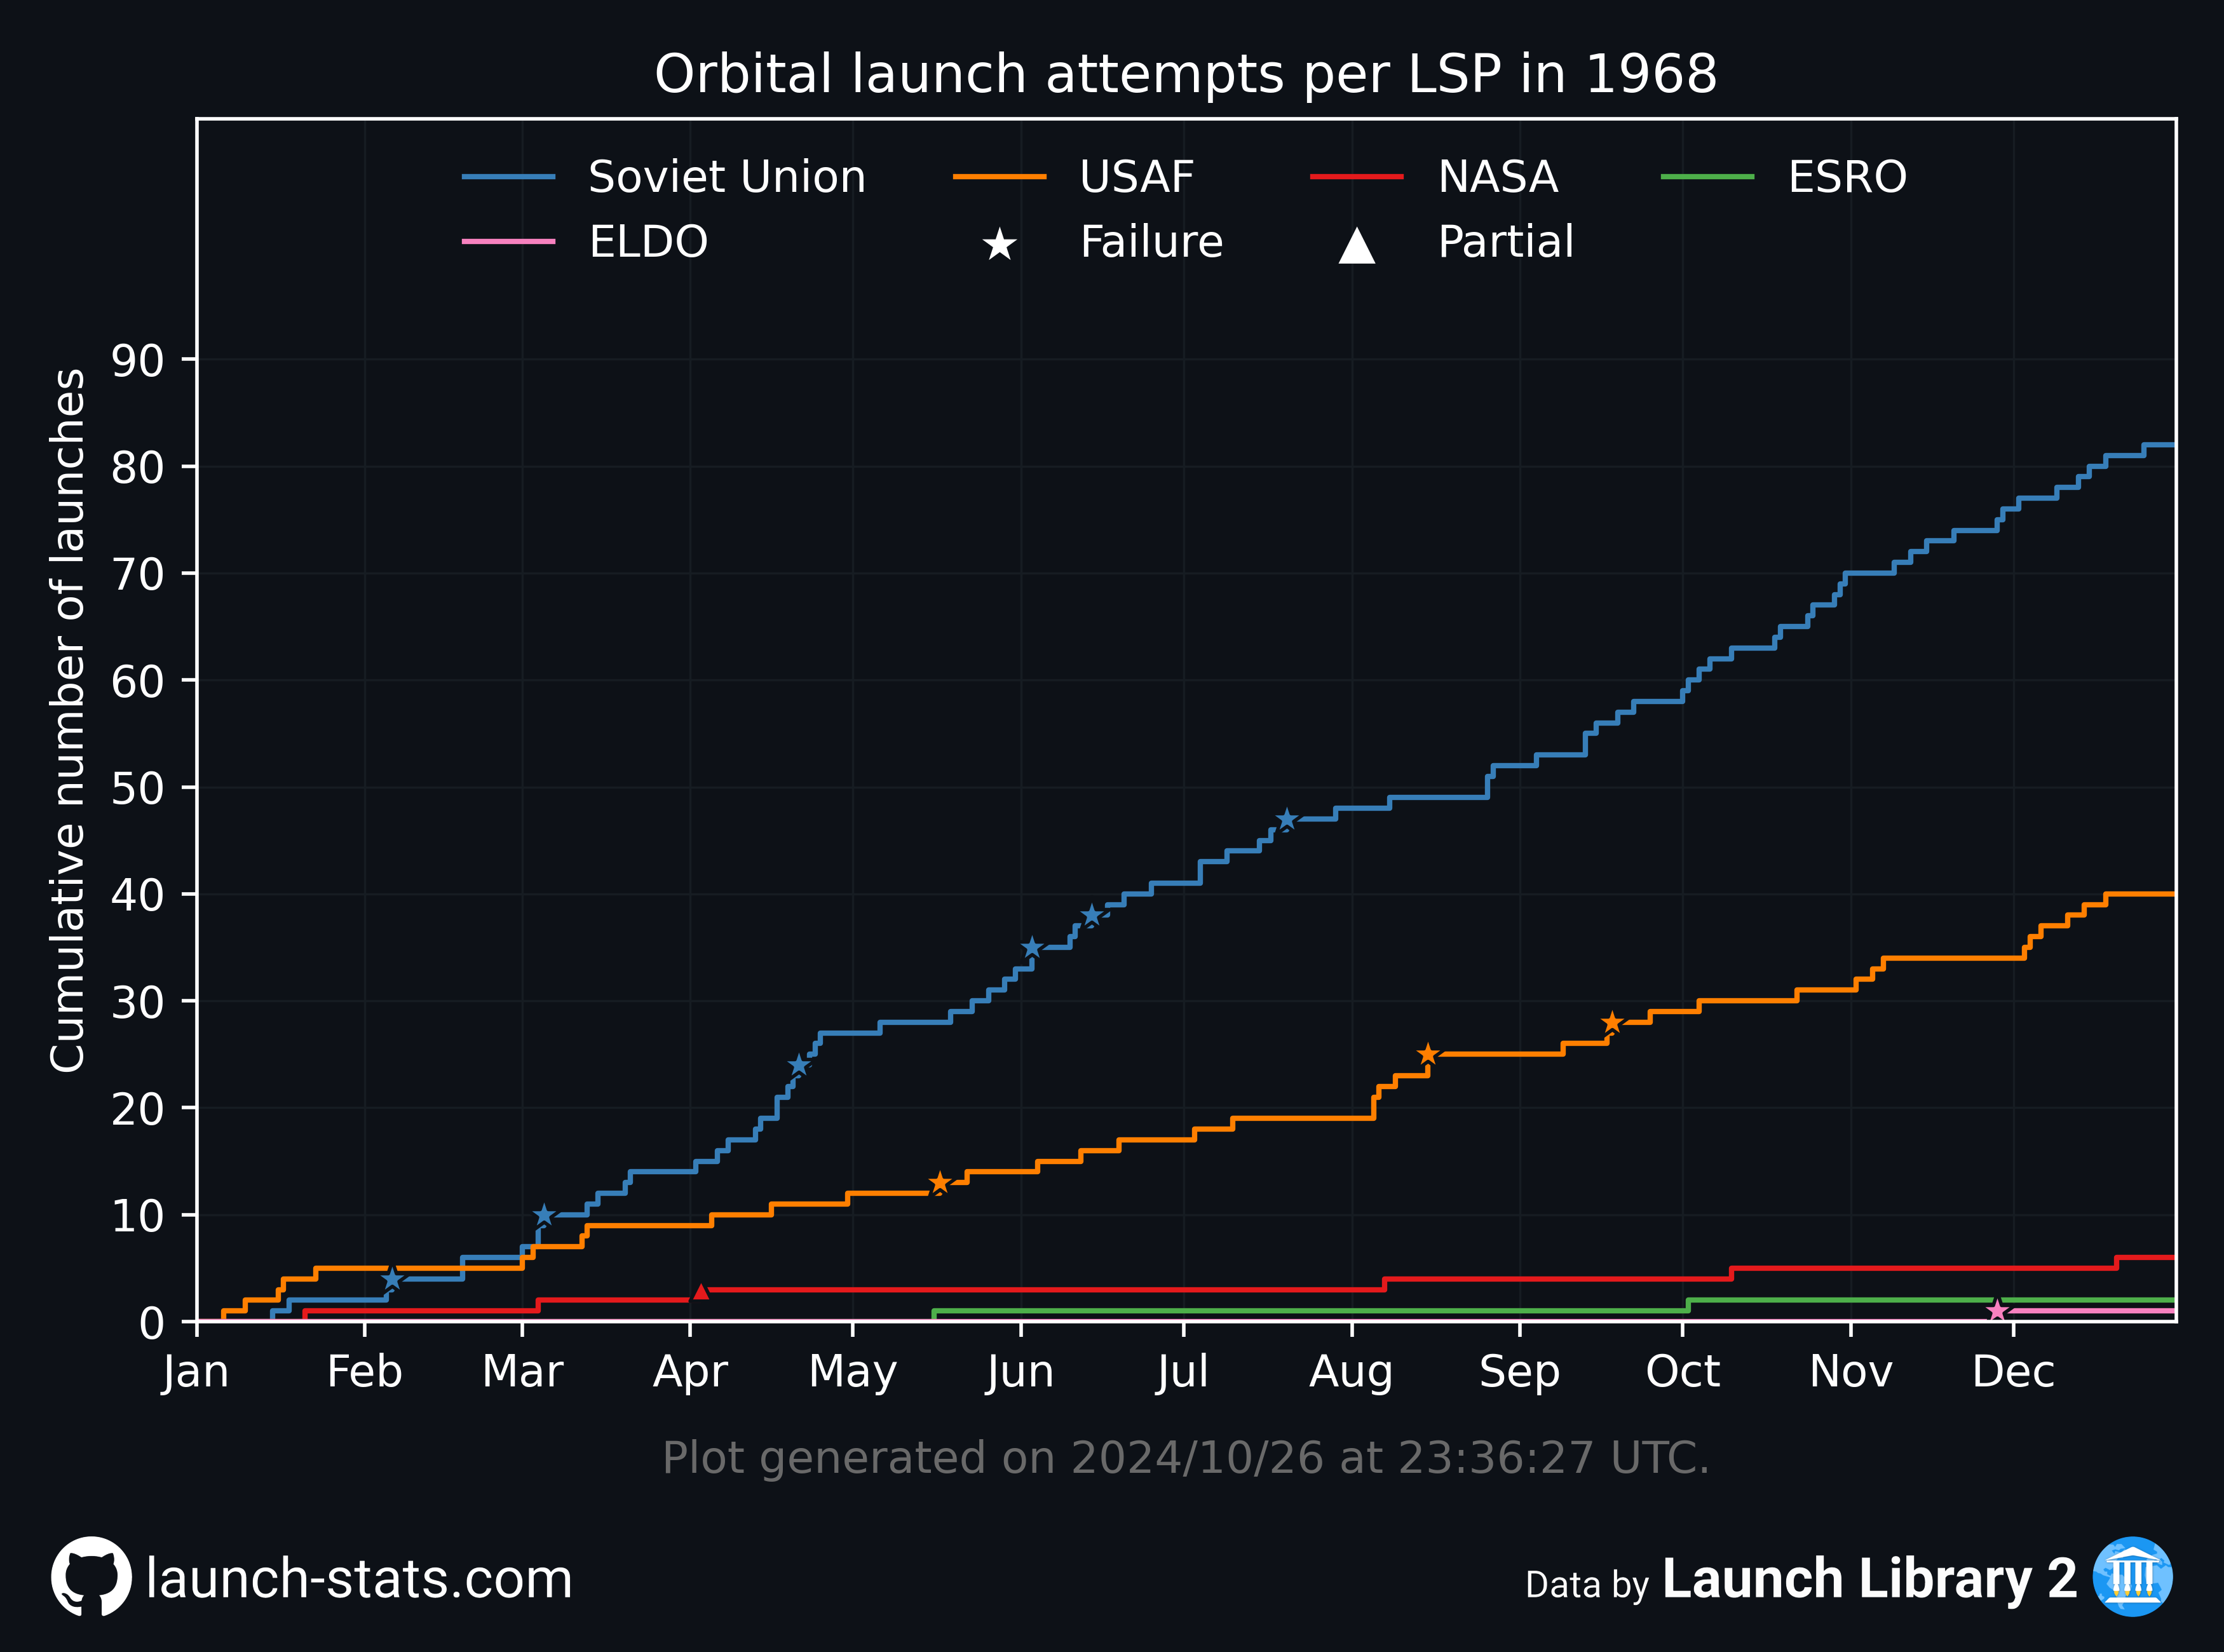 Orbital launch attempts per LSP in 1968
Soviet Union USAF NASA ESRO
ELDO Failure Partial
Cumulative number of launches
90
80
70
60
50
40
30
20
10
0
Jan Feb Mar Apr May Jun Jul Aug Sep Oct Nov Dec
Plot generated on 2024/10/26 at 23:36:27 UTC.
launch-stats.com
Data by Launch Library 2